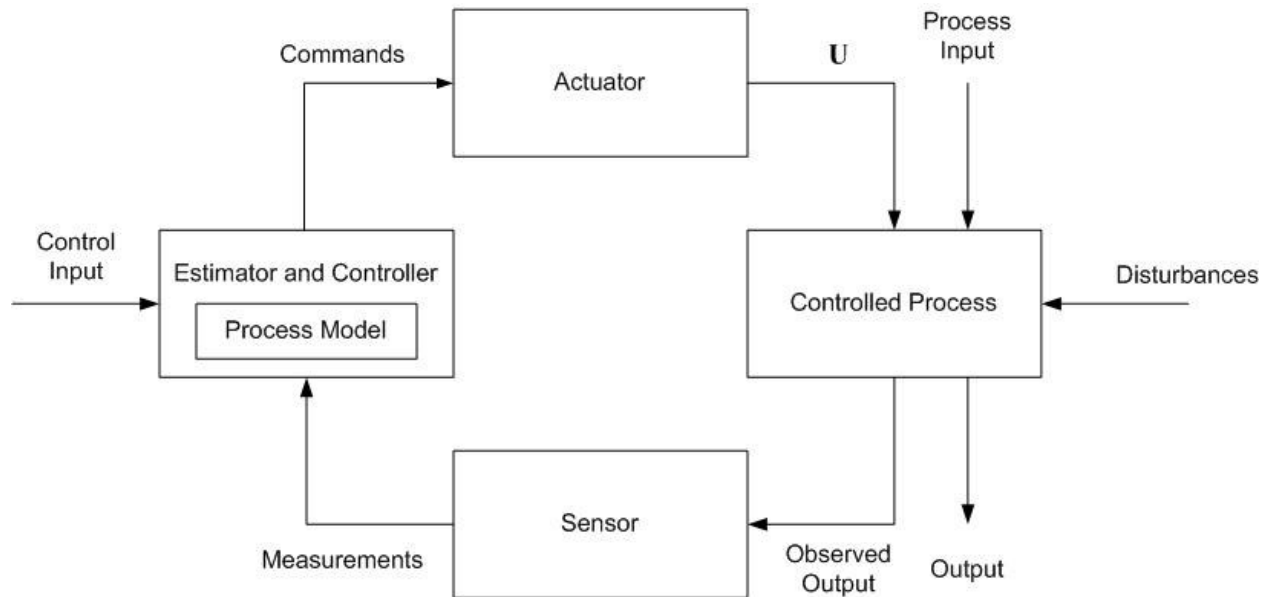 Commands
Actuator
U
Process
Input
Control
Input
Estimator and Controller
Process Model
Controlled Process
Disturbances
Measurements
Sensor
Observed
Output
Output